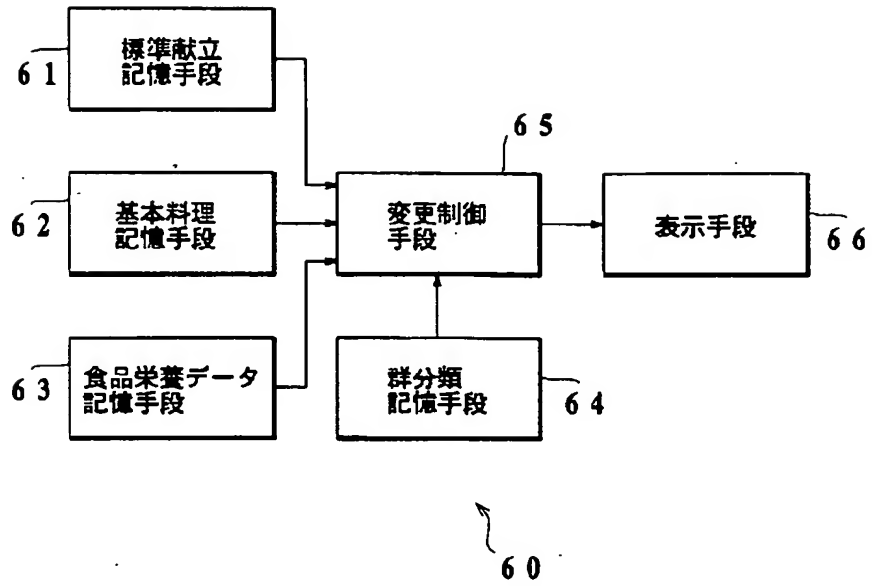 標準献立
記憶手段
61
65
基本料理
記憶手段
62
変更制御
手段
表示手段
66
食品栄養データ
記憶手段
63
群分類
記憶手段
64
60